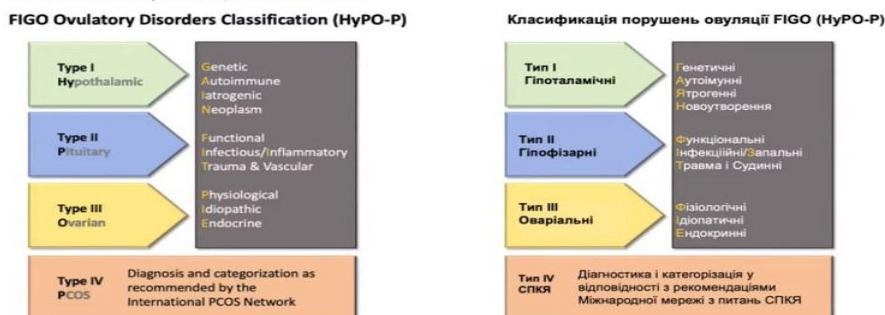 FIGO Ovulatory Disorders Classification (HyPO-P)
Type I
Hypothalamic
Genetic
Autoimmune
Iatrogenic
Neoplasm
Type II
Pituitary
Functional
Infectious/Inflammatory
Trauma & Vascular
Type III
Ovarian
Physiological
Idiopathic
Endocrine
Type IV
PCOS
Diagnosis and categorization as
recommended by the
International PCOS Network
Класифікація порушень овуляції FIGO (HyPO-P)
Тип I
Гіпоталамічні
Генетичні
Аутоімунні
Ятрогенні
Новоутворення
Тип II
Гіпофізарні
Функціональні
Інфекціійні/Запальні
Травма і Судинні
Тип III
Оваріальні
Фізіологічні
Ідіопатичні
Ендокринні
Тип IV
СПКЯ
Діагностика і категорізація у
відповідності з рекомендаціями
Міжнародної мережі з питань СПКЯ